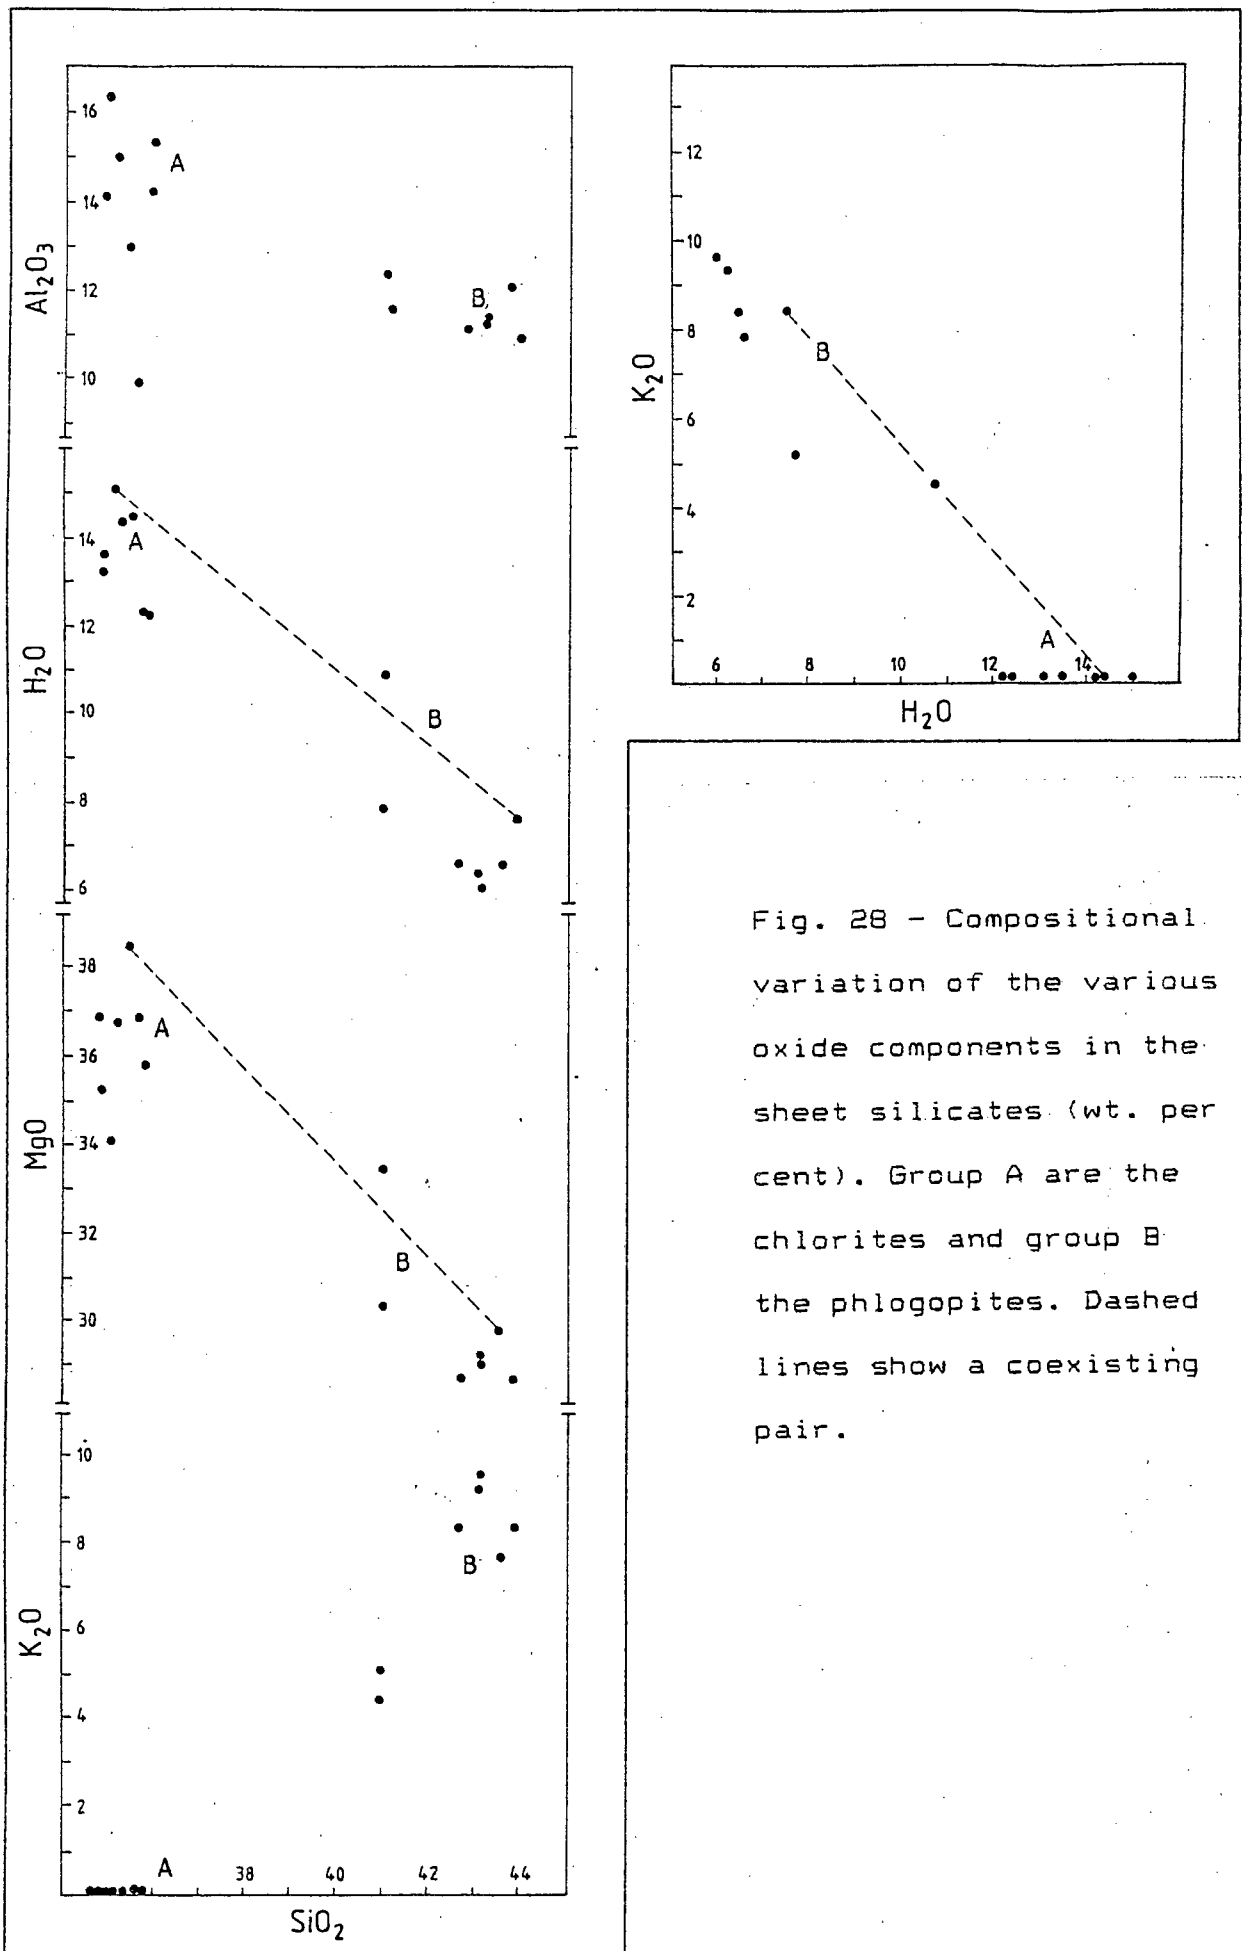 Al₂O₃
16
14
12
10
A
B
H₂O
14
12
10
8
6
A
B
MgO
38
36
34
32
30
A
B
K₂O
10
8
6
4
2
B
A
38 40 42 44
SiO₂
K₂O
12
10
8
6
4
2
B
A
6 8 10 12 14
H₂O
Fig. 28 - Compositional
variation of the various
oxide components in the
sheet silicates (wt. per
cent). Group A are the
chlorites and group B
the phlogopites. Dashed
lines show a coexisting
pair.